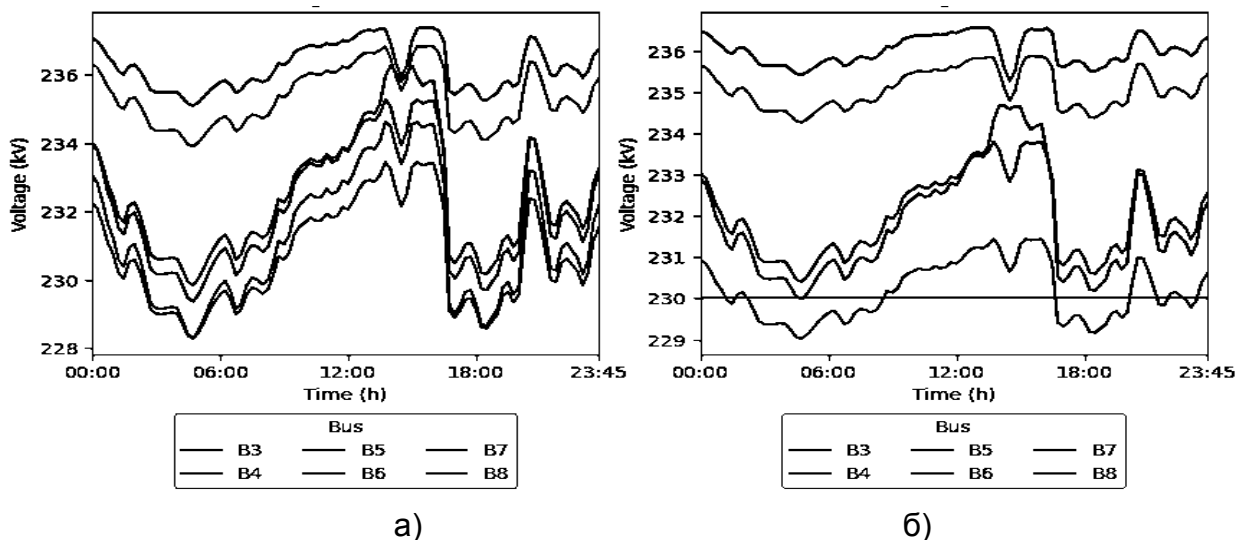 236
234
232
230
228
Voltage (kV)
00:00 06:00 12:00 18:00 23:45
Time (h)
Bus
B3 B5 B7
B4 B6 B8
а)
236
235
234
233
232
231
230
229
Voltage (kV)
00:00 06:00 12:00 18:00 23:45
Time (h)
Bus
B3 B5 B7
B4 B6 B8
б)